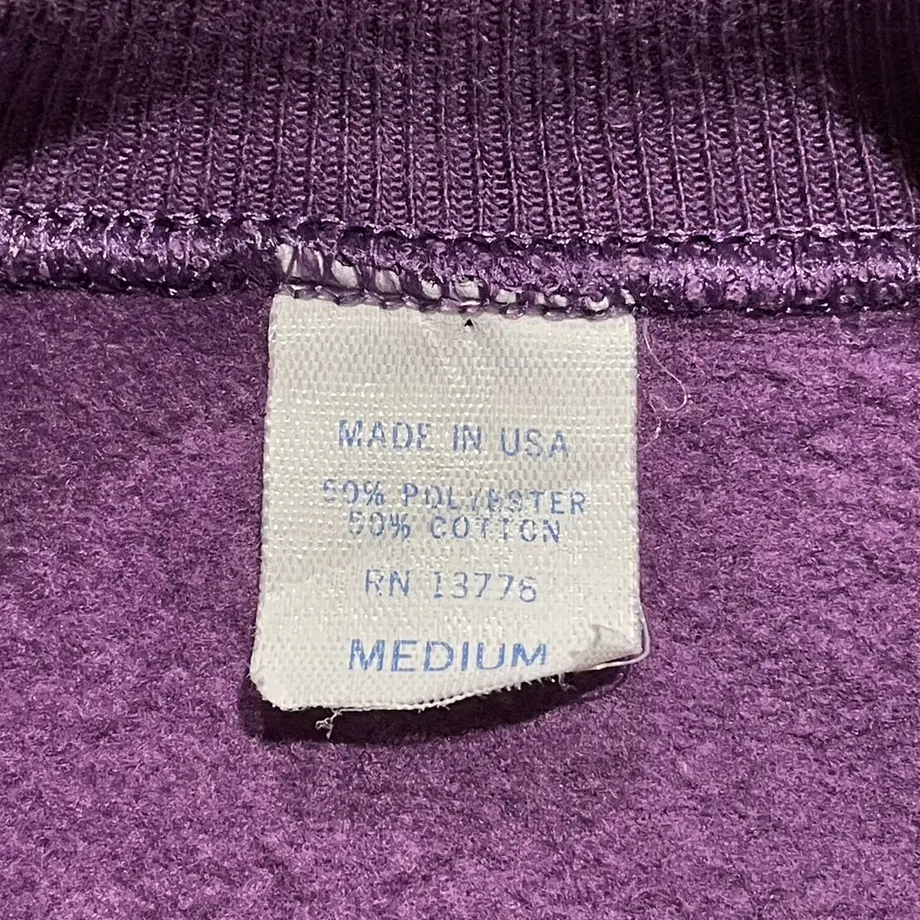 MADE IN USA
50% POLYESTER
50% COTTON
RN 13776
MEDIUM